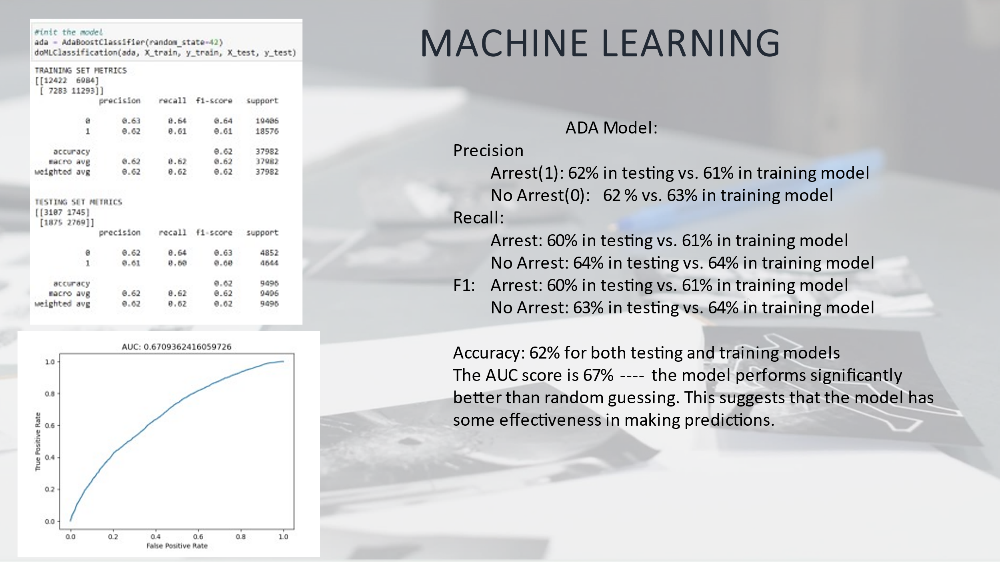 #init the model
ada = AdaBoostClassifier(random_state=42)
doMLClassification(ada, X_train, y_train, X_test, y_test)
TRAINING SET METRICS
[[12422 6984]
[ 7283 11293]]
precision recall f1-score support
0 0.63 0.64 0.64 19406
1 0.62 0.61 0.61 18576
accuracy 0.62 37982
macro avg 0.62 0.62 0.62 37982
weighted avg 0.62 0.62 0.62 37982
TESTING SET METRICS
[[3107 1745]
[1875 2769]]
precision recall f1-score support
0 0.62 0.64 0.63 4852
1 0.61 0.60 0.60 4644
accuracy 0.62 9496
macro avg 0.62 0.62 0.62 9496
weighted avg 0.62 0.62 0.62 9496
AUC: 0.6709362416059726
True Positive Rate
1.0
0.8
0.6
0.4
0.2
0.0
0.0 0.2 0.4 0.6 0.8 1.0
False Positive Rate
MACHINE LEARNING
ADA Model:
Precision
Arrest(1): 62% in testing vs. 61% in training model
No Arrest(0): 62 % vs. 63% in training model
Recall:
Arrest: 60% in testing vs. 61% in training model
No Arrest: 64% in testing vs. 64% in training model
F1: Arrest: 60% in testing vs. 61% in training model
No Arrest: 63% in testing vs. 64% in training model
Accuracy: 62% for both testing and training models
The AUC score is 67% ---- the model performs significantly
better than random guessing. This suggests that the model has
some effectiveness in making predictions.